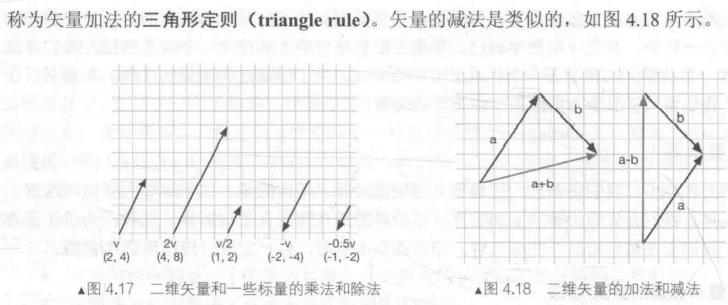 称为矢量加法的三角形定则（triangle rule）。矢量的减法是类似的，如图 4.18 所示。
a
b
a+b
b
a-b
a
v
2v
v/2
-v
-0.5v
(2, 4)
(4, 8)
(1, 2)
(-2, -4)
(-1, -2)
▲图 4.17 二维矢量和一些标量的乘法和除法
▲图 4.18 二维矢量的加法和减法